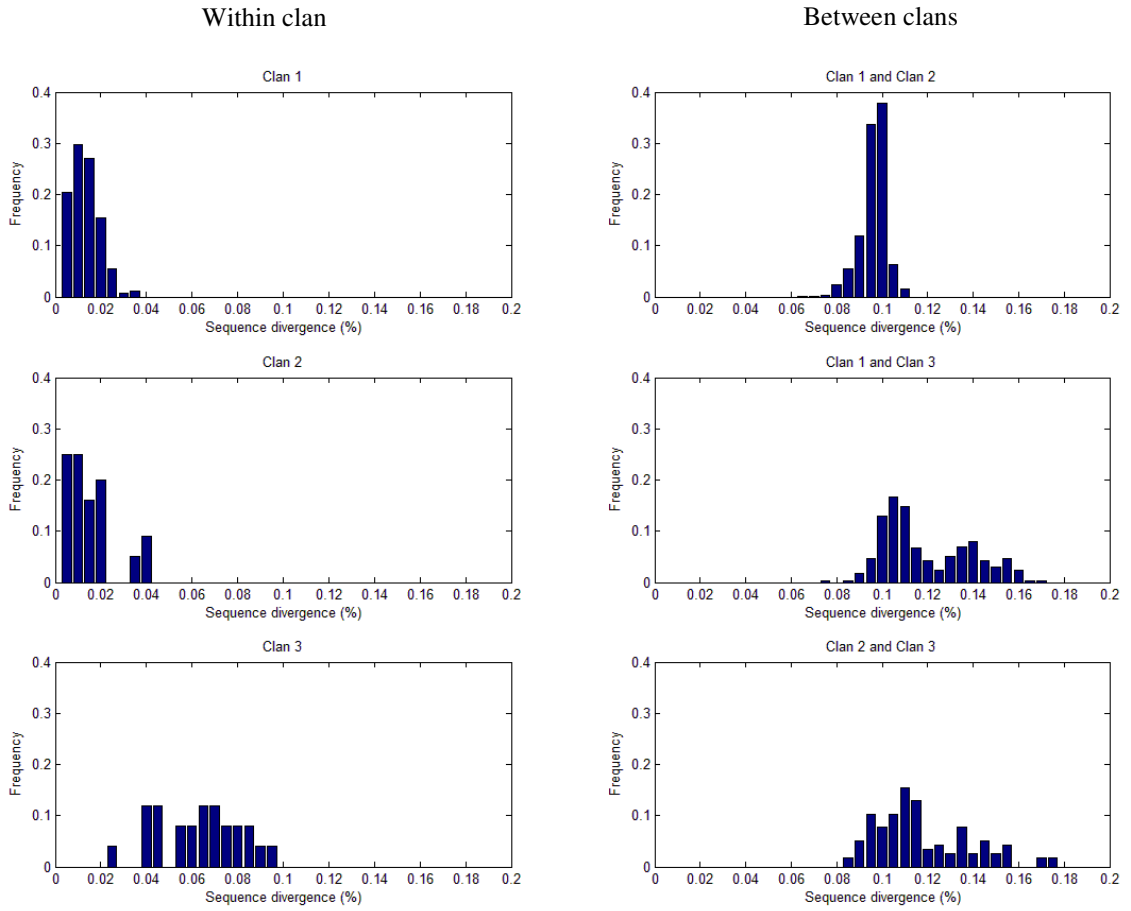 Within clan
Between clans
Clan 1
0.4
0.3
0.2
0.1
0
Frequency
0 0.02 0.04 0.06 0.08 0.1 0.12 0.14 0.16 0.18 0.2
Sequence divergence (%)
Clan 1 and Clan 2
0.4
0.3
0.2
0.1
0
Frequency
0 0.02 0.04 0.06 0.08 0.1 0.12 0.14 0.16 0.18 0.2
Sequence divergence (%)
Clan 2
0.4
0.3
0.2
0.1
0
Frequency
0 0.02 0.04 0.06 0.08 0.1 0.12 0.14 0.16 0.18 0.2
Sequence divergence (%)
Clan 1 and Clan 3
0.4
0.3
0.2
0.1
0
Frequency
0 0.02 0.04 0.06 0.08 0.1 0.12 0.14 0.16 0.18 0.2
Sequence divergence (%)
Clan 3
0.4
0.3
0.2
0.1
0
Frequency
0 0.02 0.04 0.06 0.08 0.1 0.12 0.14 0.16 0.18 0.2
Sequence divergence (%)
Clan 2 and Clan 3
0.4
0.3
0.2
0.1
0
Frequency
0 0.02 0.04 0.06 0.08 0.1 0.12 0.14 0.16 0.18 0.2
Sequence divergence (%)